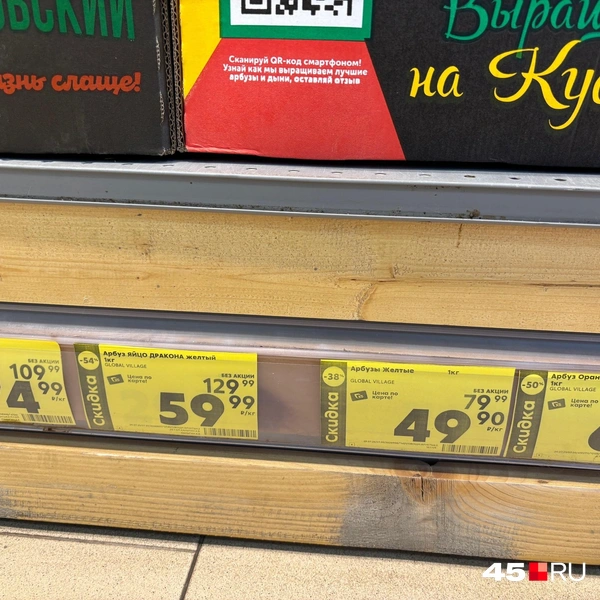 ВСКИЙ
знь слаще!
Сканируй QR-код смартфоном!
Узнай как мы выращиваем лучшие
арбузы и дыни, оставляй отзыв
Выращ
на Ку
БЕЗ АКЦИИ
109 99
4 99
₽/кг
-54%
Скидка
Арбуз ЯЙЦО ДРАКОНА желтый
1кг
GLOBAL VILLAGE
Цена по
карте!
БЕЗ АКЦИИ
129 99
59 99
₽/кг
-38%
Скидка
Арбузы Желтые 1кг
GLOBAL VILLAGE
Цена по
карте!
БЕЗ АКЦИИ
79 99
49 90
₽/кг
-50%
Скидка
Арбуз Оран
1кг
GLOBAL VILLAGE
Цена по
карте!
45.RU